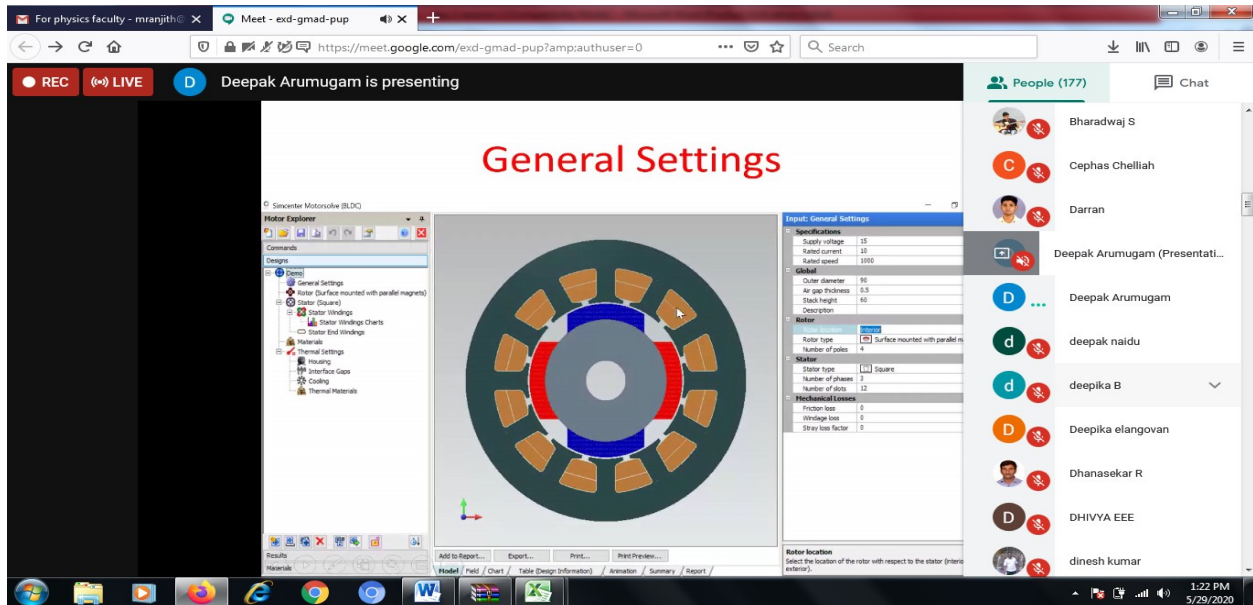 For physics faculty - mranjith@
Meet - exd-gmad-pup
https://meet.google.com/exd-gmad-pup?amp;authuser=0
Search
REC
LIVE
D
Deepak Arumugam is presenting
People (177)
Chat
General Settings
Simcenter Motorsolve (BLDC)
Motor Explorer
Commands
Designs
Demo
General Settings
Rotor (Surface mounted with parallel magnets)
Stator (Square)
Stator Windings
Stator Windings Charts
Stator End Windings
Materials
Thermal Settings
Housing
Interface Gaps
Cooling
Thermal Materials
Results
Materials
Add to Report...
Export...
Print...
Print Preview...
Model / Field / Chart / Table (Design Information) / Animation / Summary / Report /
Input: General Settings
Specifications
Supply voltage 15
Rated current 10
Rated speed 1000
Global
Outer diameter 90
Air gap thickness 0.5
Stack height 60
Description
Rotor
Rotor location Interior
Rotor type Surface mounted with parallel m
Number of poles 4
Stator
Stator type Square
Number of phases 3
Number of slots 12
Mechanical Losses
Friction loss 0
Windage loss 0
Stray loss factor 0
Rotor location
Select the location of the rotor with respect to the stator (interio
exterior).
Bharadwaj S
C
Cephas Chelliah
Darran
Deepak Arumugam (Presentati...
D
Deepak Arumugam
d
deepak naidu
d
deepika B
D
Deepika elangovan
Dhanasekar R
D
DHIVYA EEE
dinesh kumar
1:22 PM
5/29/2020